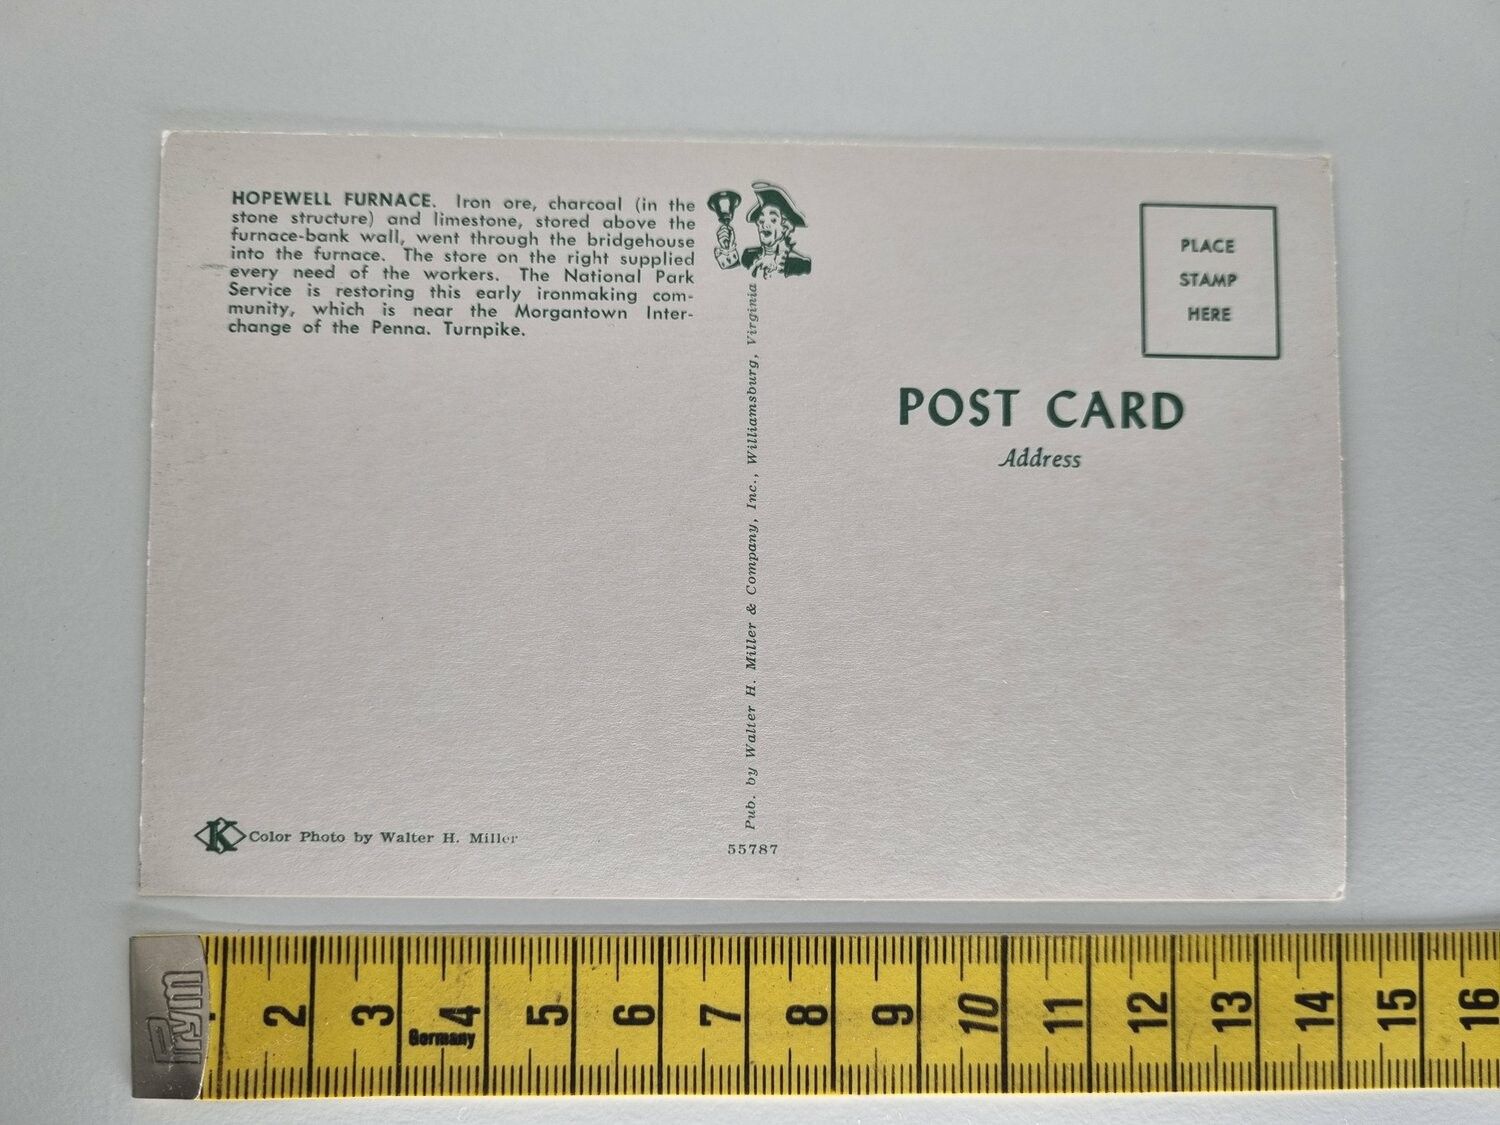 HOPEWELL FURNACE. Iron ore, charcoal (in the
stone structure) and limestone, stored above the
furnace-bank wall, went through the bridgehouse
into the furnace. The store on the right supplied
every need of the workers. The National Park
Service is restoring this early ironmaking com-
munity, which is near the Morgantown Inter-
change of the Penna. Turnpike.
K Color Photo by Walter H. Miller
Pub. by Walter H. Miller & Company, Inc., Williamsburg, Virginia
55787
PLACE
STAMP
HERE
POST CARD
Address
Prym
2 3 4 5 6 7 8 9 10 11 12 13 14 15 16
Germany